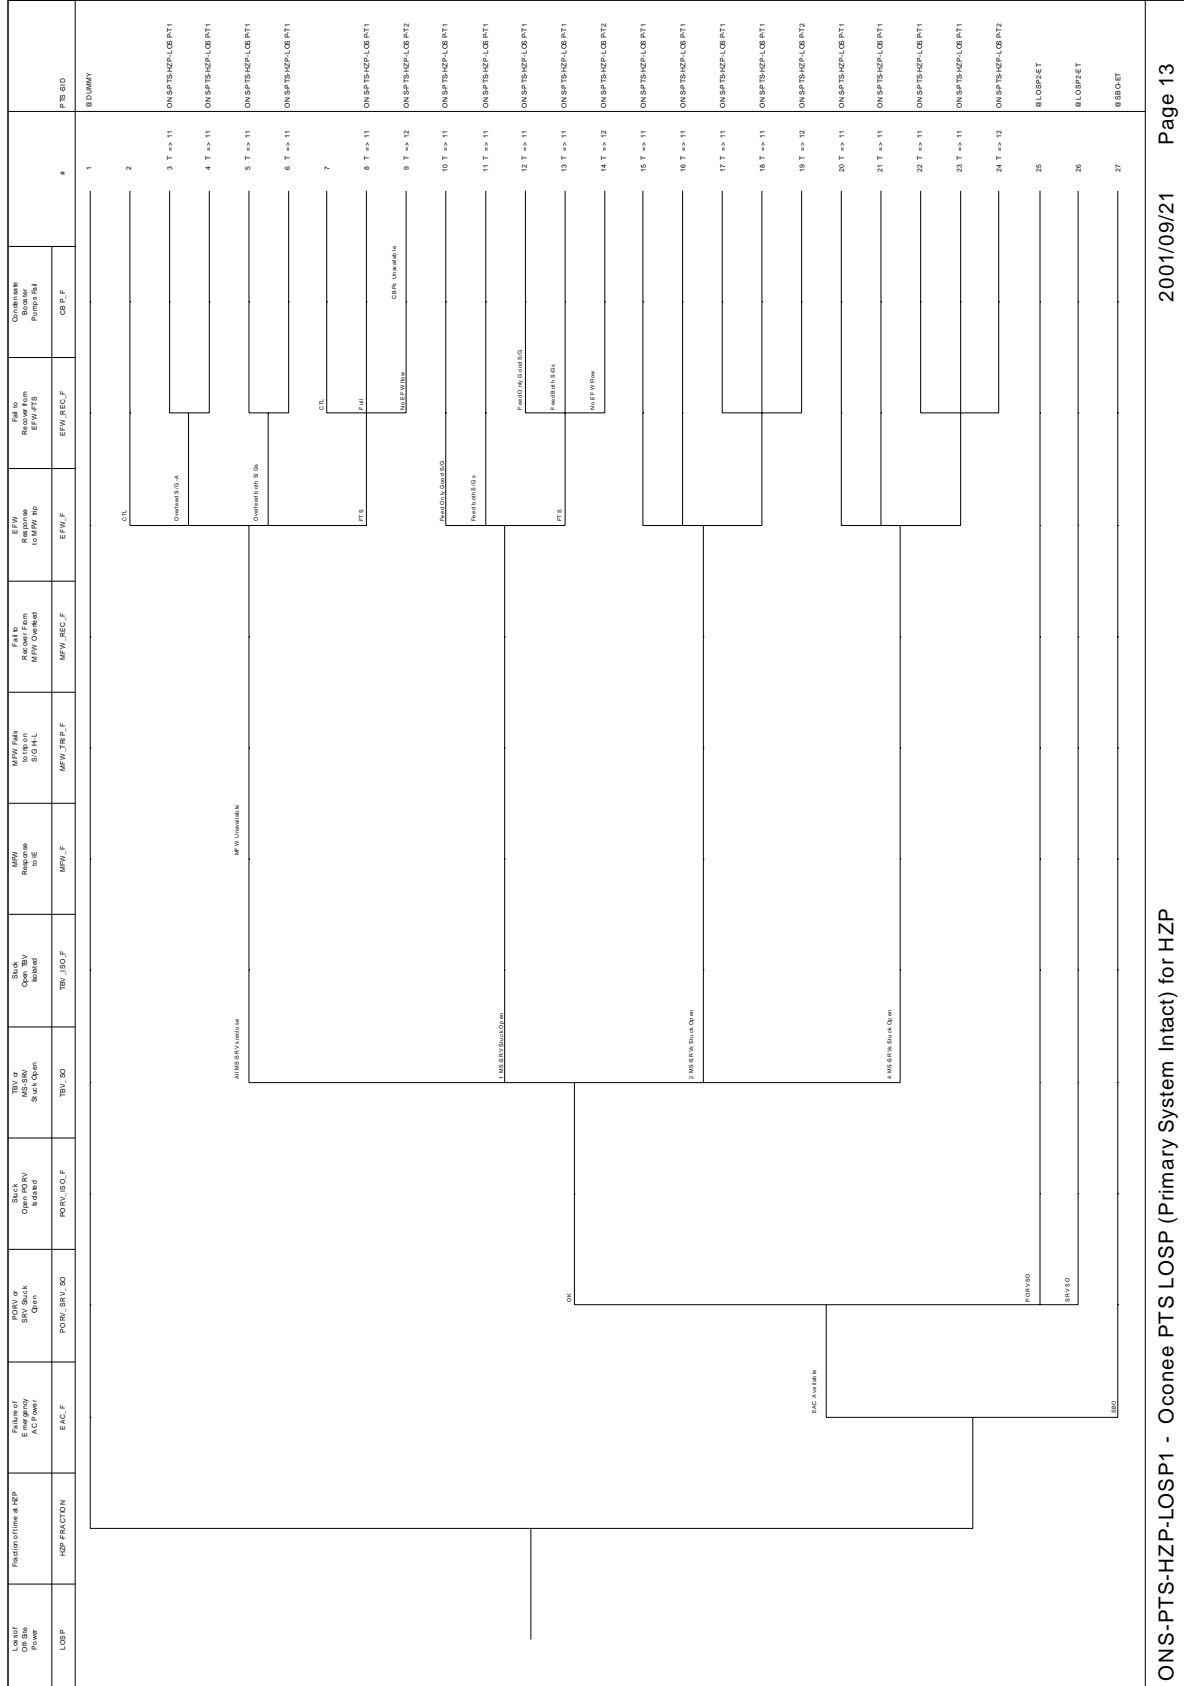 Loss of
Off-Site
Power
LOSP
Fraction of time at HZP
HZP-FRACTION
Failure of
Emergency
AC Power
EAC_F
PORV or
SRV Stuck
Open
PORV_SRV_SO
Stuck
Open PORV
Isolated
PORV_ISO_F
TBV or
MS-SRV
Stuck Open
TBV_SO
Stuck
Open TBV
Isolated
TBV_ISO_F
MFW
Response
to IE
MFW_F
MFW Fails
to trip on
S/G H-L
MFW_TRIP_F
Fail to
Recover From
MFW Overfeed
MFW_REC_F
EFW
Response
to MFW trip
EFW_F
Fail to
Recover from
EFW-FTS
EFW_REC_F
Condensate
Booster
Pumps Fail
CBP_F
#
PTS-SID
1 @DUMMY
CTL 2
Overfeed S/G-A
3 T => 11 ONS-PTS-HZP-LOSP-T1
4 T => 11 ONS-PTS-HZP-LOSP-T1
All MS-SRVs reclose MFW Unavailable
Overfeed both S/Gs
5 T => 11 ONS-PTS-HZP-LOSP-T1
6 T => 11 ONS-PTS-HZP-LOSP-T1
CTL 7
FTS Full 8 T => 11 ONS-PTS-HZP-LOSP-T1
No EFW flow CBPs Unavailable 9 T => 12 ONS-PTS-HZP-LOSP-T2
Feed Only Good S/G 10 T => 11 ONS-PTS-HZP-LOSP-T1
Feed both S/Gs 11 T => 11 ONS-PTS-HZP-LOSP-T1
1 MS-SRV Stuck Open
Feed Only Good S/G 12 T => 11 ONS-PTS-HZP-LOSP-T1
FTS Feed Both S/Gs 13 T => 11 ONS-PTS-HZP-LOSP-T1
OK
No EFW Flow 14 T => 12 ONS-PTS-HZP-LOSP-T2
15 T => 11 ONS-PTS-HZP-LOSP-T1
16 T => 11 ONS-PTS-HZP-LOSP-T1
2 MS-SRVs Stuck Open
17 T => 11 ONS-PTS-HZP-LOSP-T1
18 T => 11 ONS-PTS-HZP-LOSP-T1
19 T => 12 ONS-PTS-HZP-LOSP-T2
EAC Available
20 T => 11 ONS-PTS-HZP-LOSP-T1
21 T => 11 ONS-PTS-HZP-LOSP-T1
4 MS-SRVs Stuck Open
22 T => 11 ONS-PTS-HZP-LOSP-T1
23 T => 11 ONS-PTS-HZP-LOSP-T1
24 T => 12 ONS-PTS-HZP-LOSP-T2
PORV SO 25 @LOSP2-ET
SRV SO 26 @LOSP2-ET
SBO 27 @SBO-ET
ONS-PTS-HZP-LOSP1 - Oconee PTS LOSP (Primary System Intact) for HZP 2001/09/21 Page 13